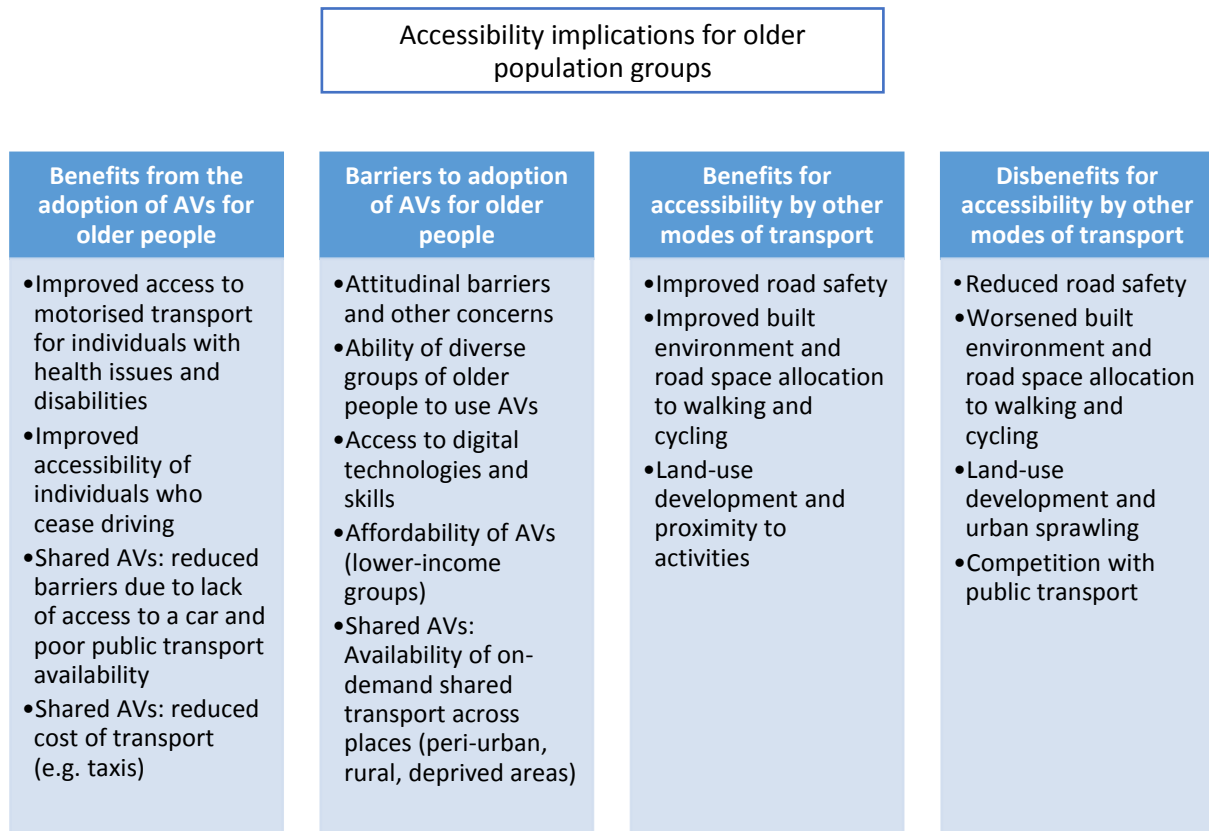 Accessibility implications for older
population groups
Benefits from the
adoption of AVs for
older people
•Improved access to
motorised transport
for individuals with
health issues and
disabilities
•Improved
accessibility of
individuals who
cease driving
•Shared AVs: reduced
barriers due to lack
of access to a car and
poor public transport
availability
•Shared AVs: reduced
cost of transport
(e.g. taxis)
Barriers to adoption
of AVs for older
people
•Attitudinal barriers
and other concerns
•Ability of diverse
groups of older
people to use AVs
•Access to digital
technologies and
skills
•Affordability of AVs
(lower-income
groups)
•Shared AVs:
Availability of on-
demand shared
transport across
places (peri-urban,
rural, deprived areas)
Benefits for
accessibility by other
modes of transport
•Improved road safety
•Improved built
environment and
road space allocation
to walking and
cycling
•Land-use
development and
proximity to
activities
Disbenefits for
accessibility by other
modes of transport
•Reduced road safety
•Worsened built
environment and
road space allocation
to walking and
cycling
•Land-use
development and
urban sprawling
•Competition with
public transport